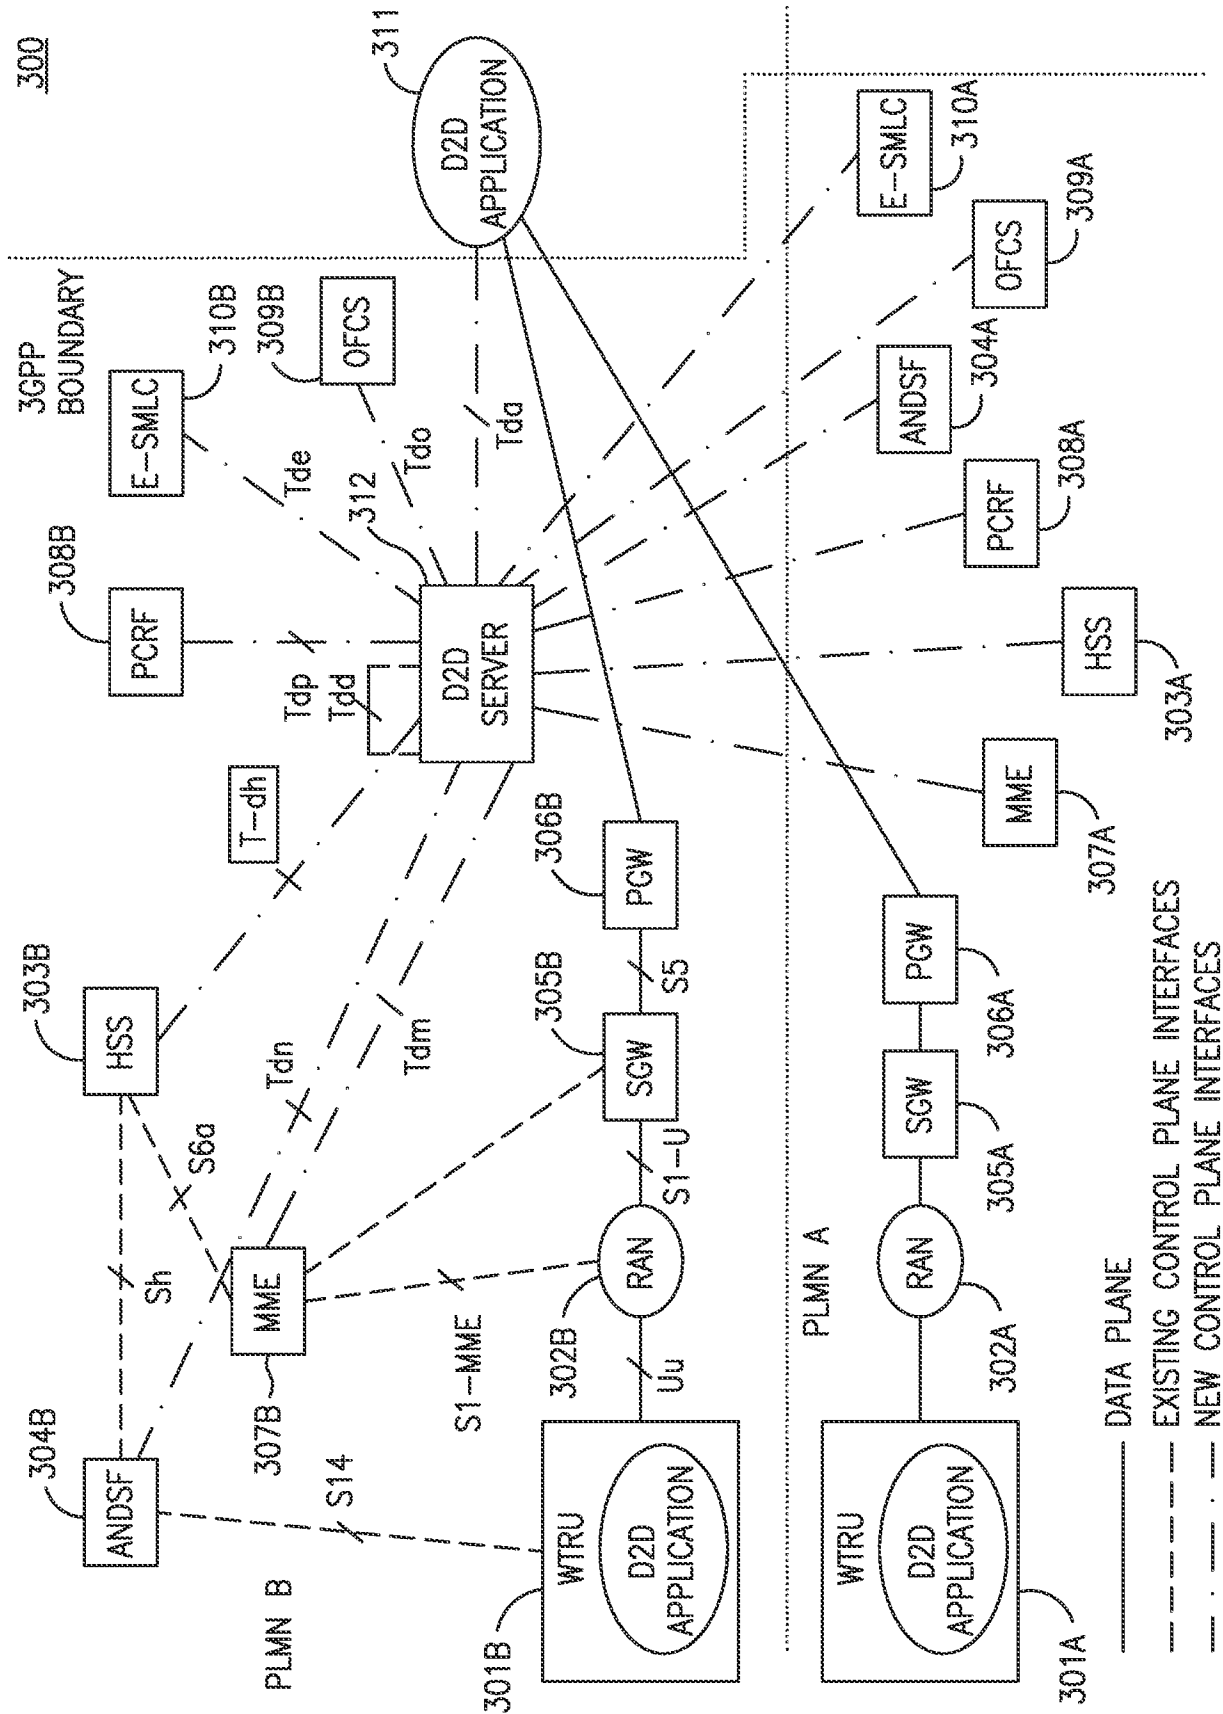 300
311
D2D
APPLICATION
3GPP
BOUNDARY
310B
E-SMLC
309B
OFCS
Tde
Tdo
Tda
312
308B
PCRF
Tdp
Tdd
D2D
SERVER
T-dh
303B
HSS
Tdn
Tdm
S6a
Sh
304B
ANDSF
307B
MME
S14
S1-MME
PLMN B
301B
WTRU
D2D
APPLICATION
Uu
302B
RAN
S1-U
305B
SGW
S5
306B
PGW
PLMN A
WTRU
D2D
APPLICATION
301A
RAN
302A
SGW
305A
PGW
306A
MME
307A
HSS
303A
PCRF
308A
ANDSF
304A
OFCS
309A
E-SMLC
310A
DATA PLANE
EXISTING CONTROL PLANE INTERFACES
NEW CONTROL PLANE INTERFACES